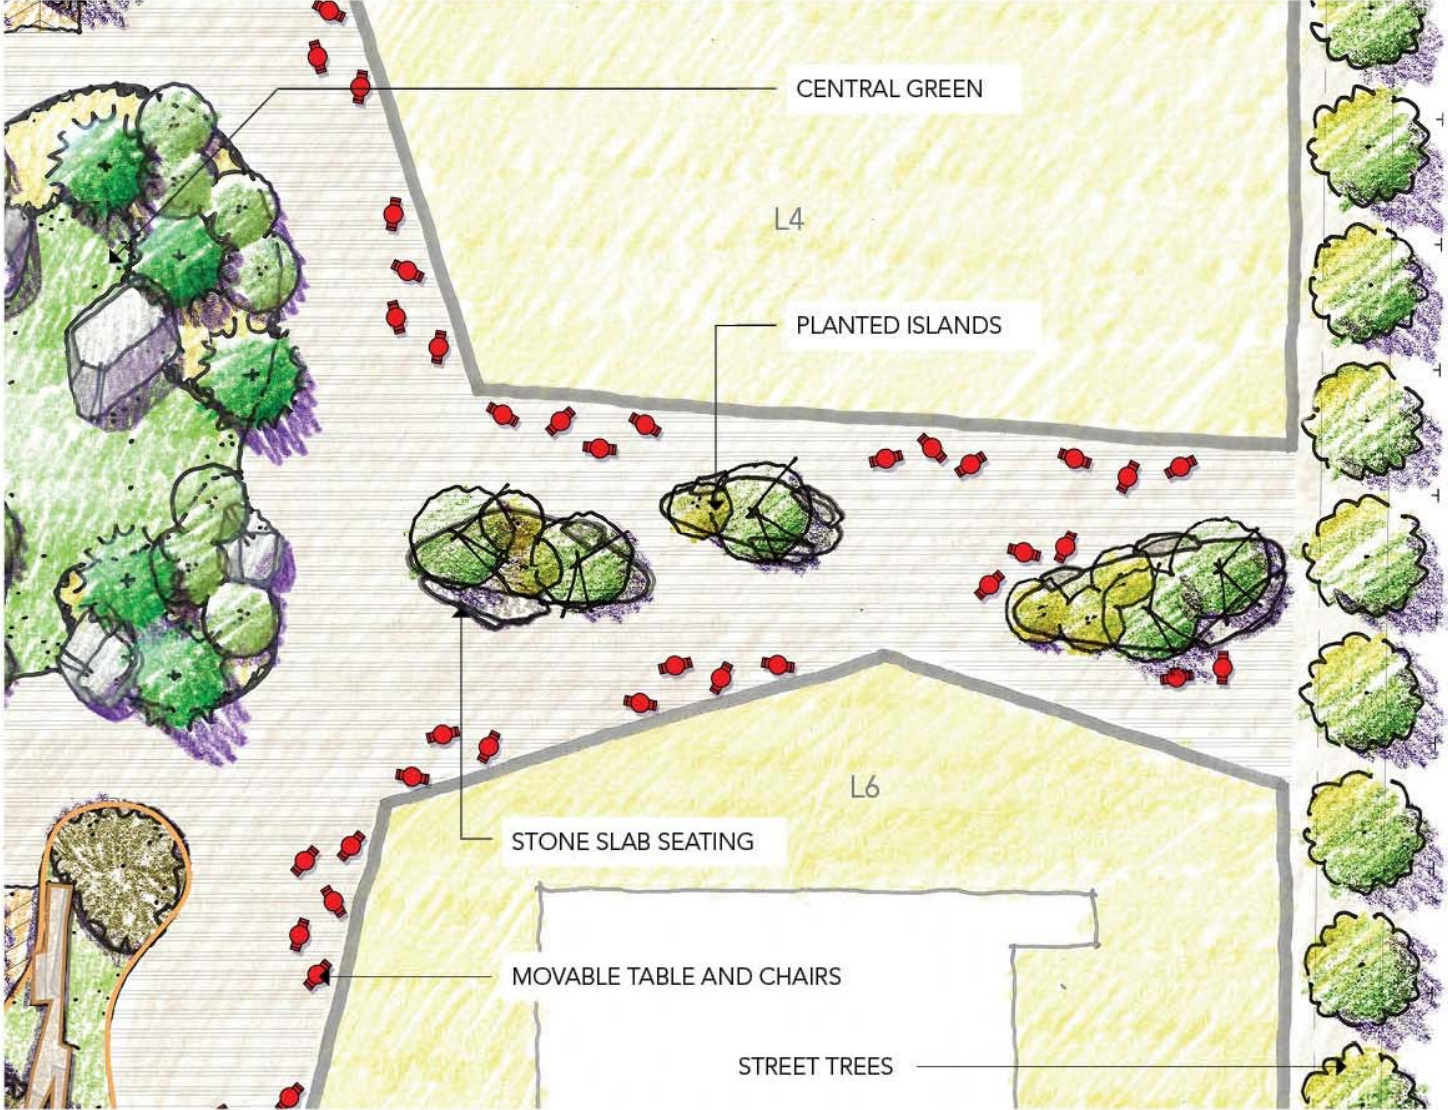 CENTRAL GREEN
L4
PLANTED ISLANDS
L6
STONE SLAB SEATING
MOVABLE TABLE AND CHAIRS
STREET TREES